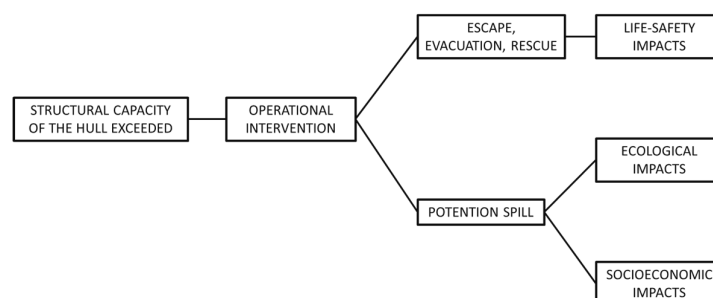 STRUCTURAL CAPACITY
OF THE HULL EXCEEDED
OPERATIONAL
INTERVENTION
ESCAPE,
EVACUATION, RESCUE
LIFE-SAFETY
IMPACTS
POTENTION SPILL
ECOLOGICAL
IMPACTS
SOCIOECONOMIC
IMPACTS